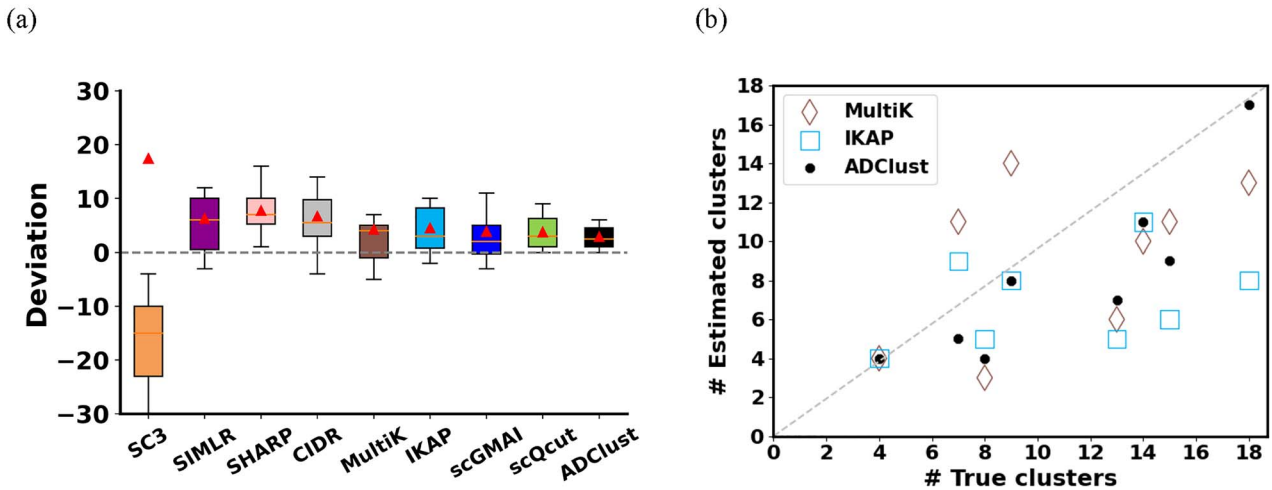 (a)
(b)
Deviation
30
20
10
0
−10
−20
−30
SC3
SIMLR
SHARP
CIDR
MultiK
IKAP
scGMAI
scQcut
ADClust
# Estimated clusters
18
16
14
12
10
8
6
4
2
0
MultiK
IKAP
ADClust
0 2 4 6 8 10 12 14 16 18
# True clusters